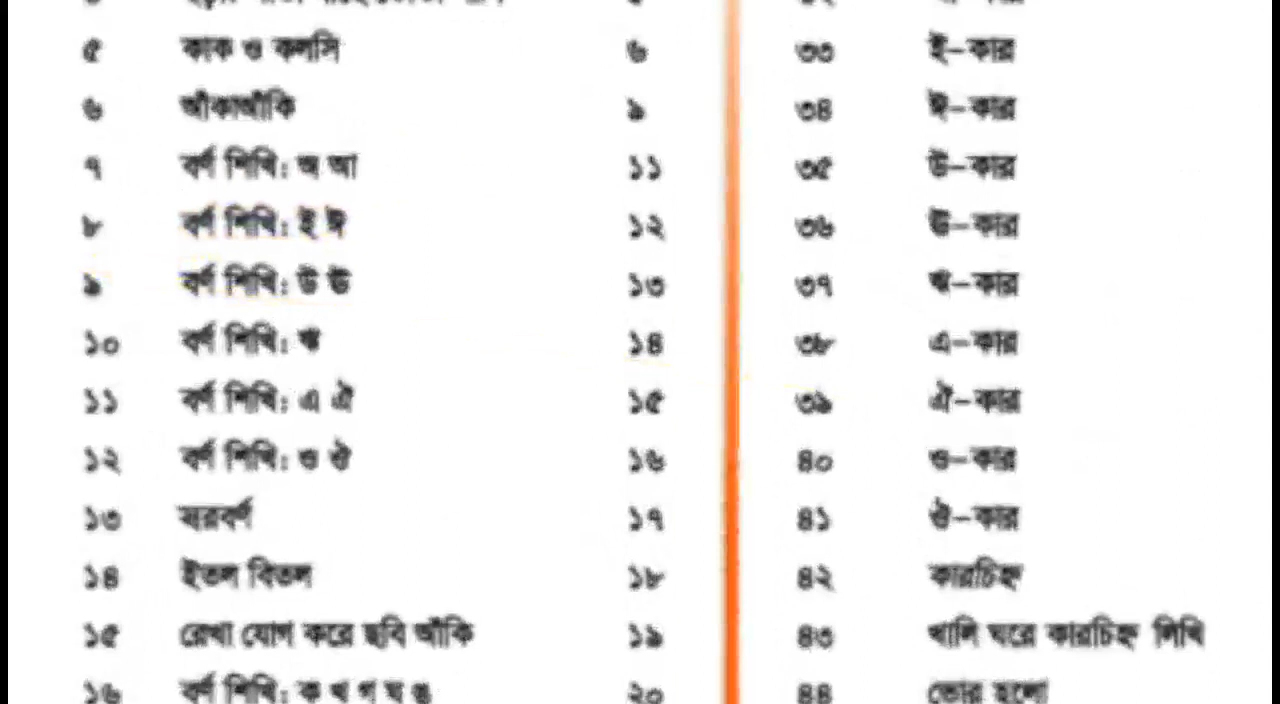 ৫ কাক ও কলসি ৬
৬ আঁকাআঁকি ৯
৭ বর্ণ শিখি: অ আ ১১
৮ বর্ণ শিখি: ই ঈ ১২
৯ বর্ণ শিখি: উ ঊ ১৩
১০ বর্ণ শিখি: ঋ ১৪
১১ বর্ণ শিখি: এ ঐ ১৫
১২ বর্ণ শিখি: ও ঔ ১৬
১৩ স্বরবর্ণ ১৭
১৪ ইতল বিতল ১৮
১৫ রেখা যোগ করে ছবি আঁকি ১৯
১৬ বর্ণ শিখি: ক খ গ ঘ ঙ ২০
৩৩ ই-কার
৩৪ ঈ-কার
৩৫ উ-কার
৩৬ ঊ-কার
৩৭ ঋ-কার
৩৮ এ-কার
৩৯ ঐ-কার
৪০ ও-কার
৪১ ঔ-কার
৪২ কারচিহ্ন
৪৩ খালি ঘরে কারচিহ্ন লিখি
৪৪ ভোর হলো